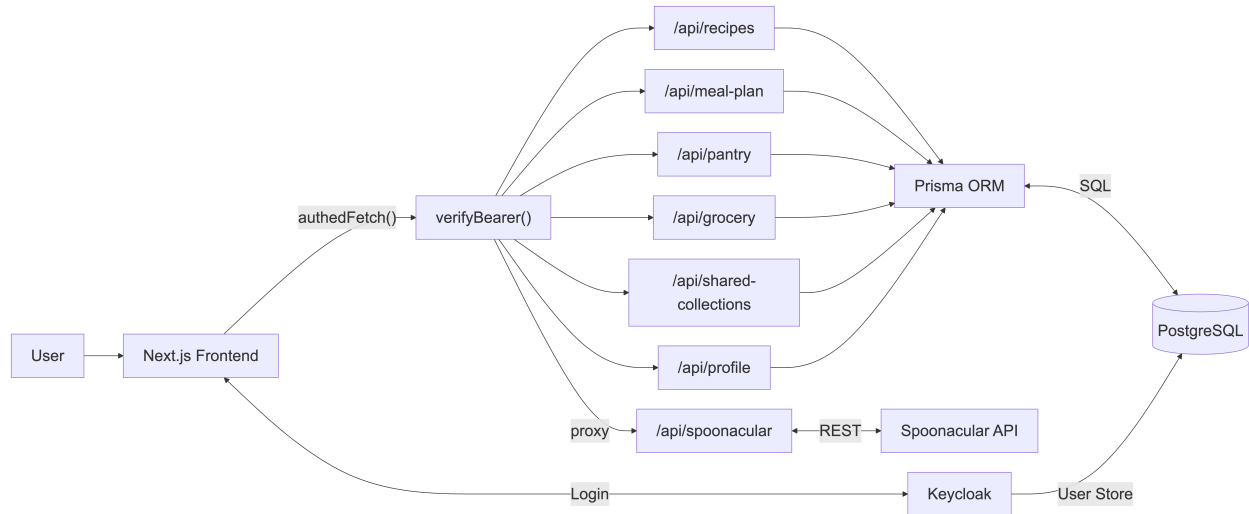 /api/recipes
/api/meal-plan
/api/pantry
Prisma ORM
SQL
authedFetch()
verifyBearer()
/api/grocery
/api/shared-
collections
PostgreSQL
User
Next.js Frontend
/api/profile
proxy
/api/spoonacular
REST
Spoonacular API
Login
Keycloak
User Store